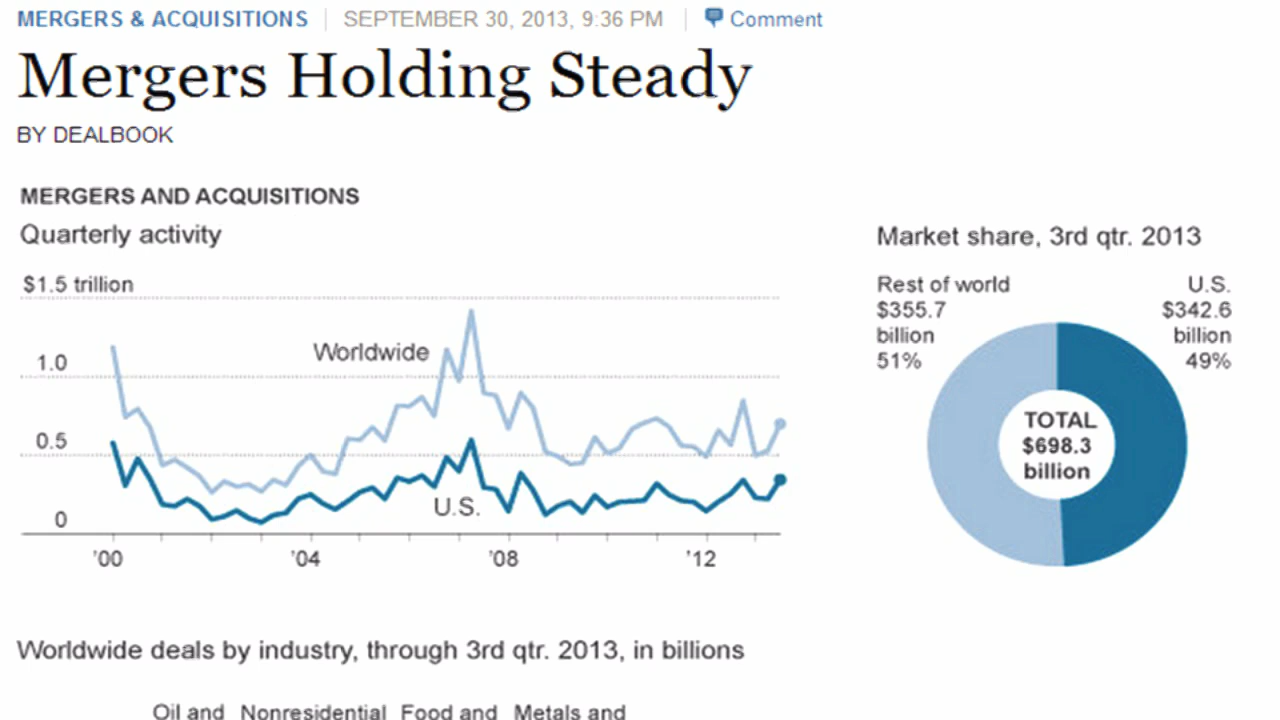 MERGERS & ACQUISITIONS SEPTEMBER 30, 2013, 9:36 PM Comment
Mergers Holding Steady
BY DEALBOOK
MERGERS AND ACQUISITIONS
Quarterly activity
$1.5 trillion
Worldwide
1.0
0.5
U.S.
0
'00 '04 '08 '12
Market share, 3rd qtr. 2013
Rest of world
$355.7
billion
51%
U.S.
$342.6
billion
49%
TOTAL
$698.3
billion
Worldwide deals by industry, through 3rd qtr. 2013, in billions
Oil and Nonresidential Food and Metals and